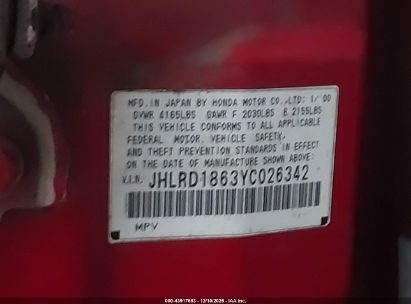 MFD.IN JAPAN BY HONDA MOTOR CO.,LTD: 1/'00
GVWR 4165LBS GAWR F 2030LBS R 2155LBS
THIS VEHICLE CONFORMS TO ALL APPLICABLE
FEDERAL MOTOR VEHICLE SAFETY,
AND THEFT PREVENTION STANDARDS IN EFFECT
ON THE DATE OF MANUFACTURE SHOWN ABOVE:
V.I.N: JHLRD1863YC026342
MPV
000-43917683 - 12/10/2025 - IAA, Inc.